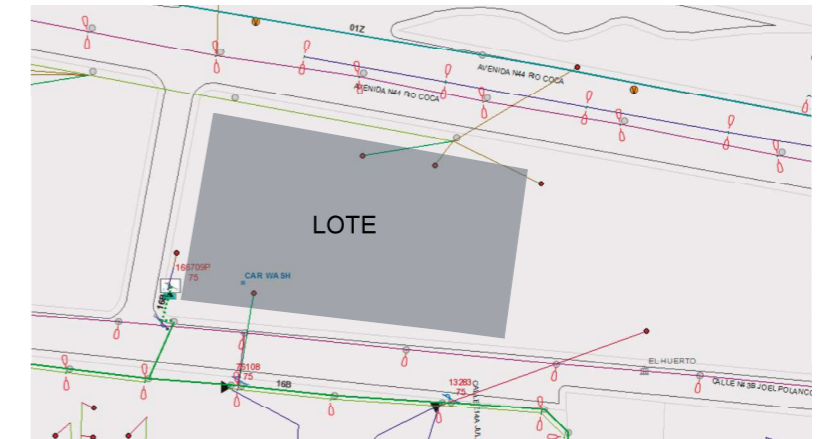 01Z
AVENIDA N44 RIO COCA
AVENIDA N44 RIO COCA
LOTE
168709P
75
CAR WASH
16B
75108
75
16B
13283
75
EL HUERTO
CALLE N43B JOEL POLANCO